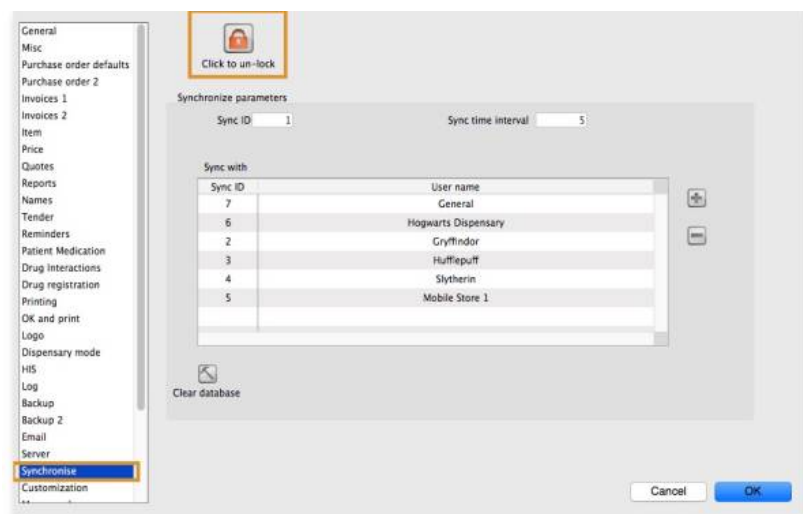 General
Misc
Purchase order defaults
Purchase order 2
Invoices 1
Invoices 2
Item
Price
Quotes
Reports
Names
Tender
Reminders
Patient Medication
Drug Interactions
Drug registration
Printing
OK and print
Logo
Dispensary mode
HIS
Log
Backup
Backup 2
Email
Server
Synchronise
Customization
Click to un-lock
Synchronize parameters
Sync ID 1 Sync time interval 5
Sync with
Sync ID User name
7 General
6 Hogwarts Dispensary
2 Gryffindor
3 Hufflepuff
4 Slytherin
5 Mobile Store 1
Clear database
Cancel OK